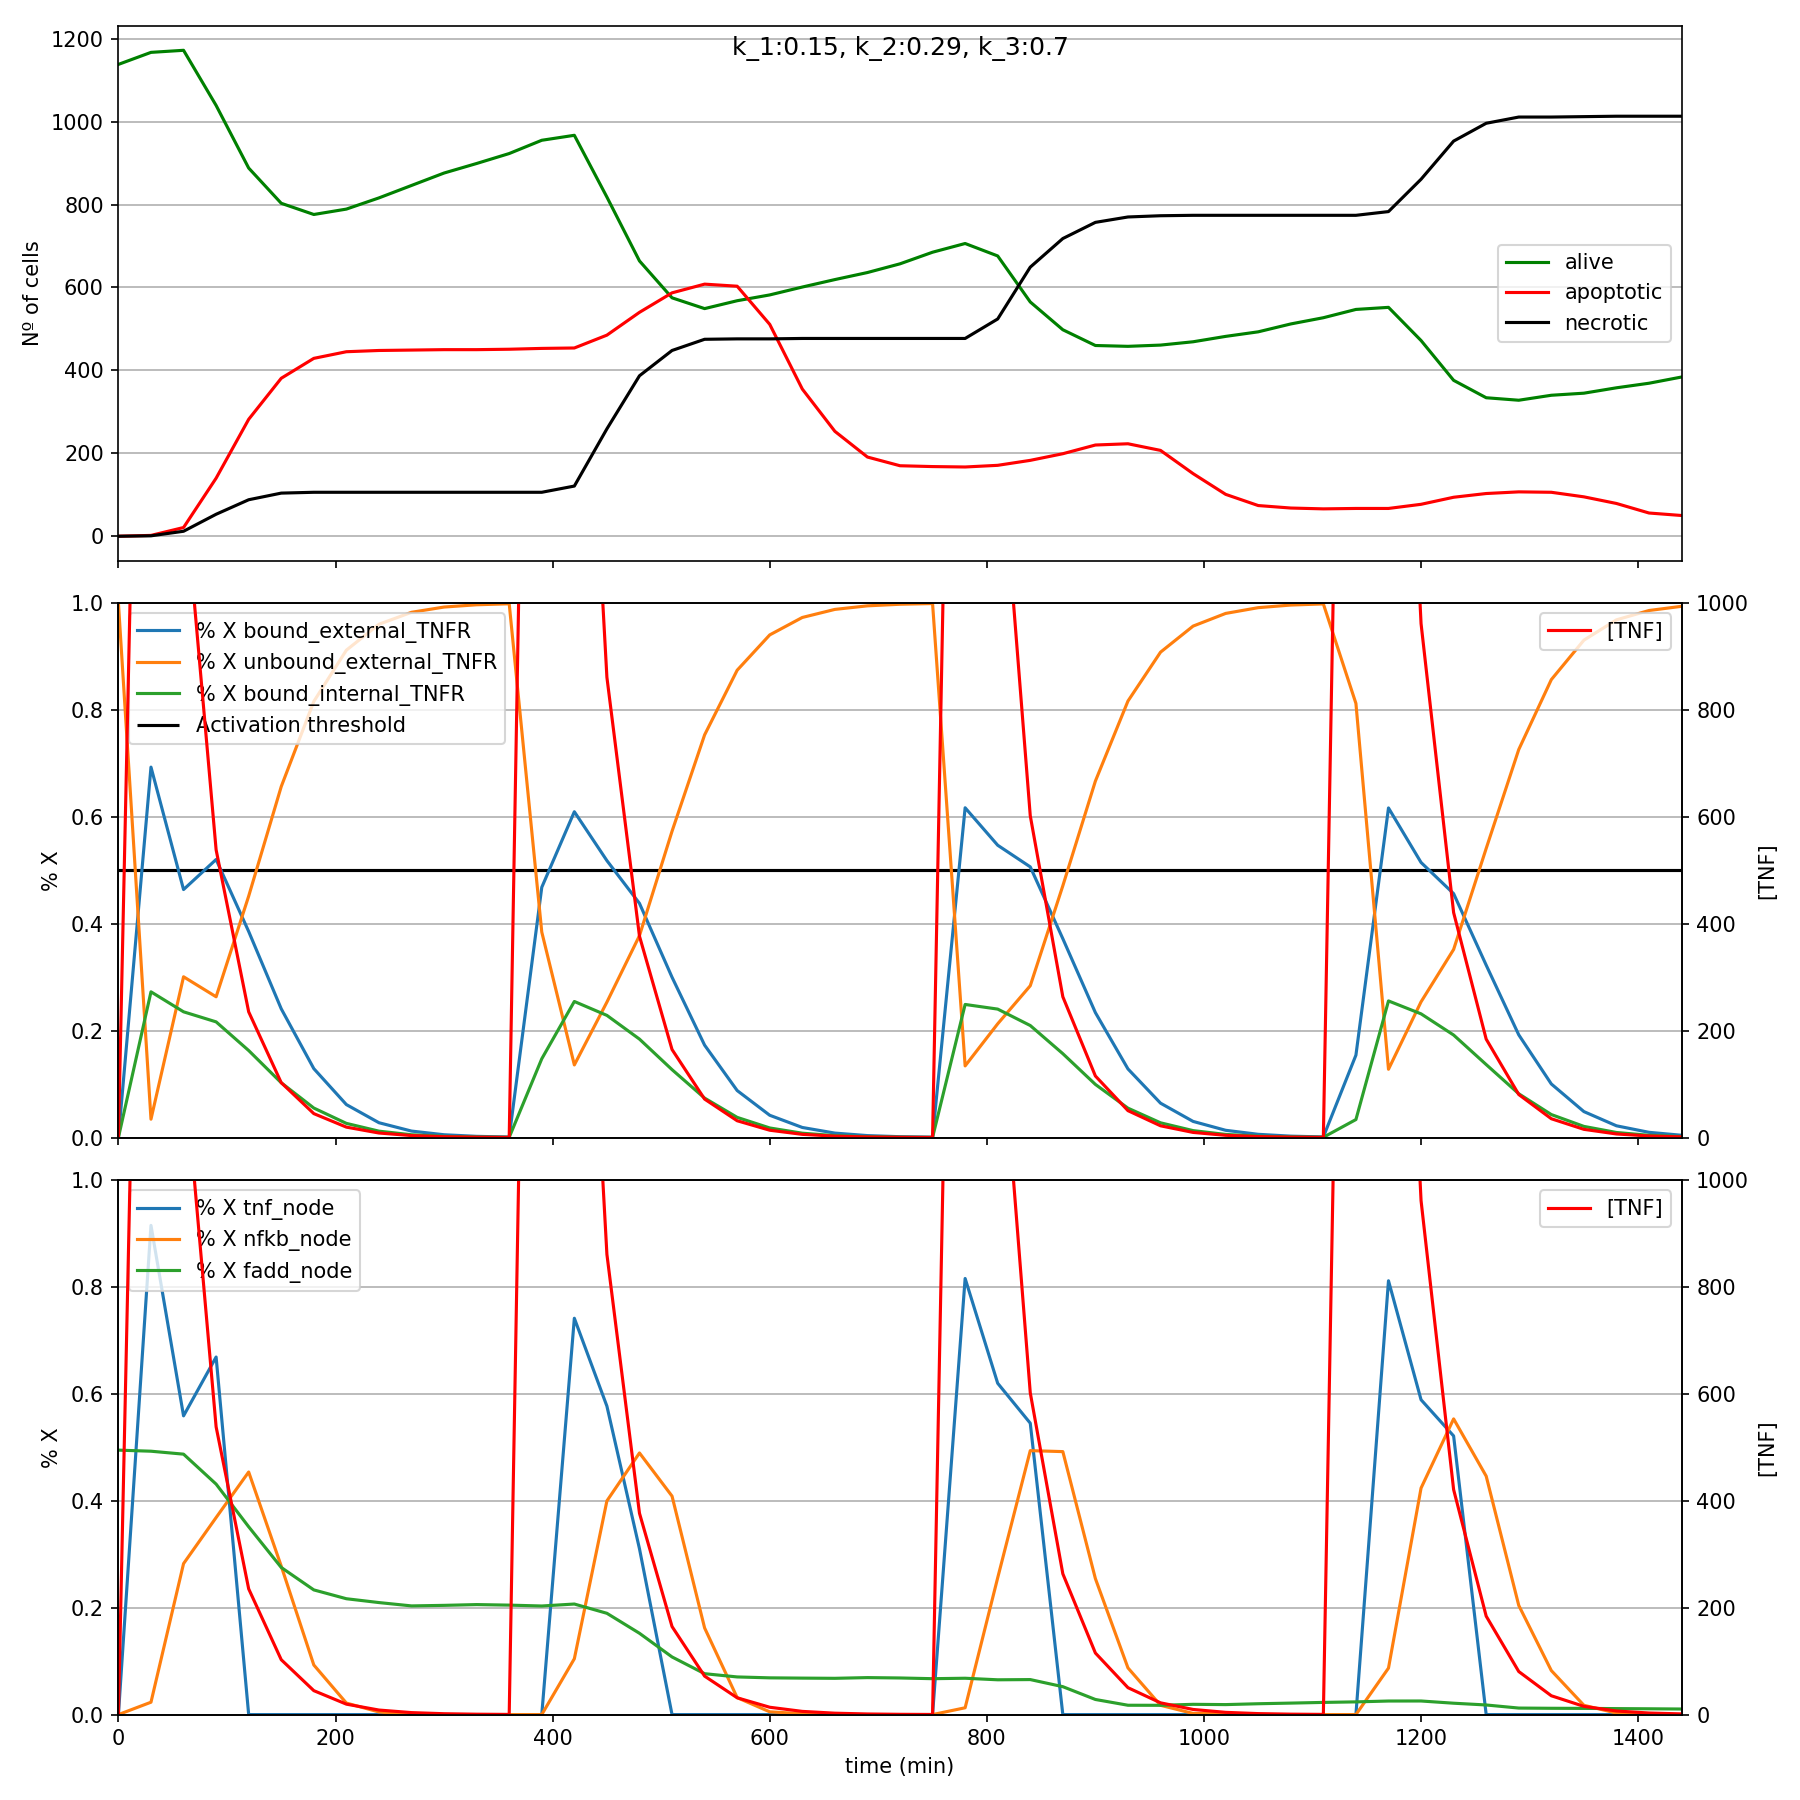 k_1:0.15, k_2:0.29, k_3:0.7
1200
1000
800
600
400
200
0
Nº of cells
alive
apoptotic
necrotic
1.0
0.8
0.6
0.4
0.2
0.0
% X
% X bound_external_TNFR
% X unbound_external_TNFR
% X bound_internal_TNFR
Activation threshold
[TNF]
1000
800
600
400
200
0
[TNF]
1.0
0.8
0.6
0.4
0.2
0.0
% X
% X tnf_node
% X nfkb_node
% X fadd_node
[TNF]
1000
800
600
400
200
0
[TNF]
0 200 400 600 800 1000 1200 1400
time (min)